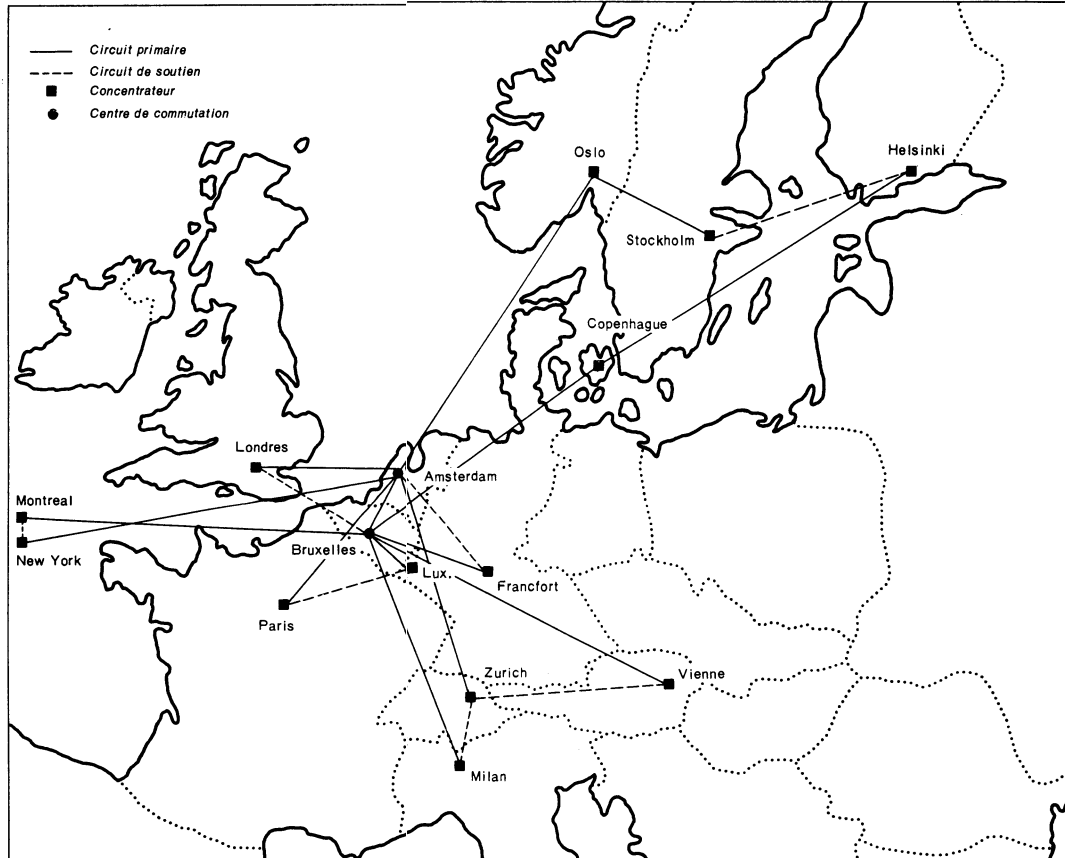 Circuit primaire
Circuit de soutien
Concentrateur
Centre de commutation
Oslo
Helsinki
Stockholm
Copenhague
Londres
Amsterdam
Montreal
Bruxelles
New York
Lux.
Francfort
Paris
Zurich
Vienne
Milan